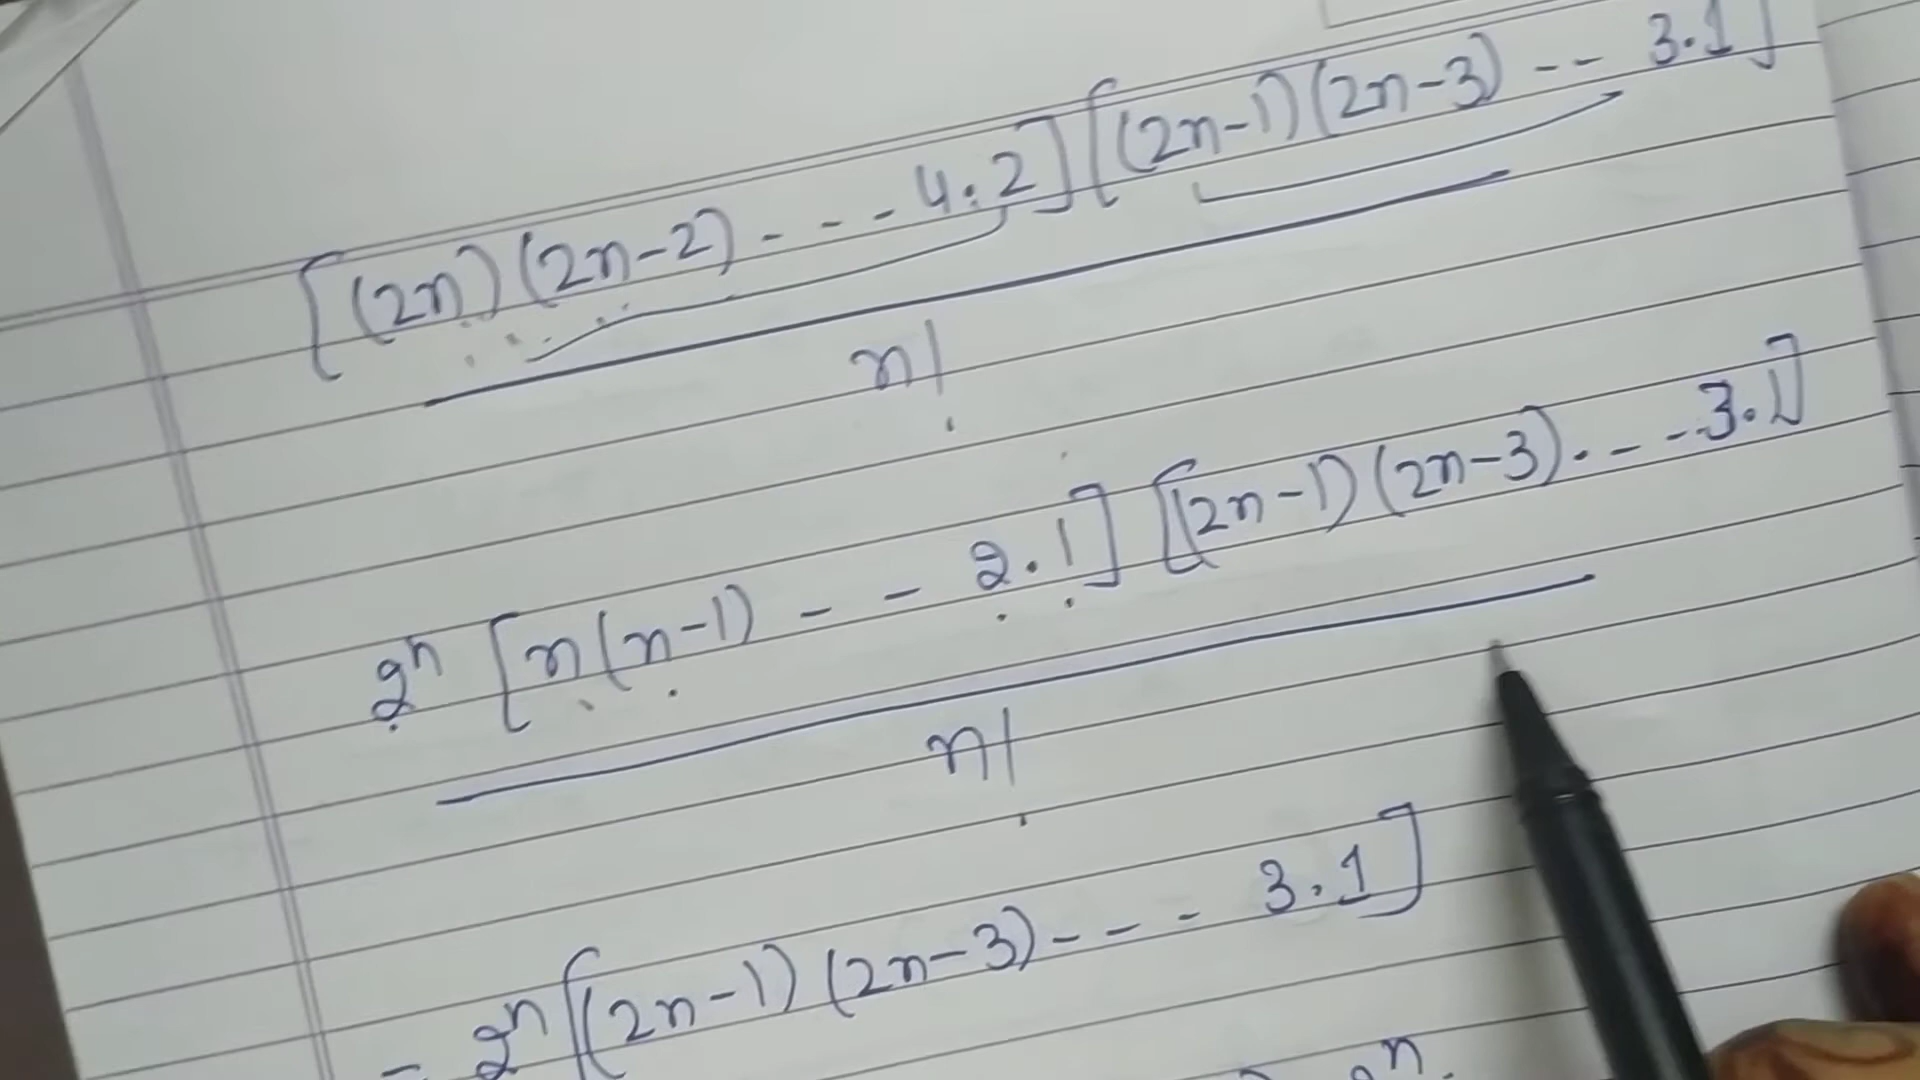 [(2n)(2n-2) - - - 4.2][(2n-1)(2n-3) -- 3.1]
n!
2ⁿ [n(n-1) - - 2.1] [(2n-1)(2n-3) - - - 3.1]
n!
= 2ⁿ [(2n-1)(2n-3) - - - 3.1]
n